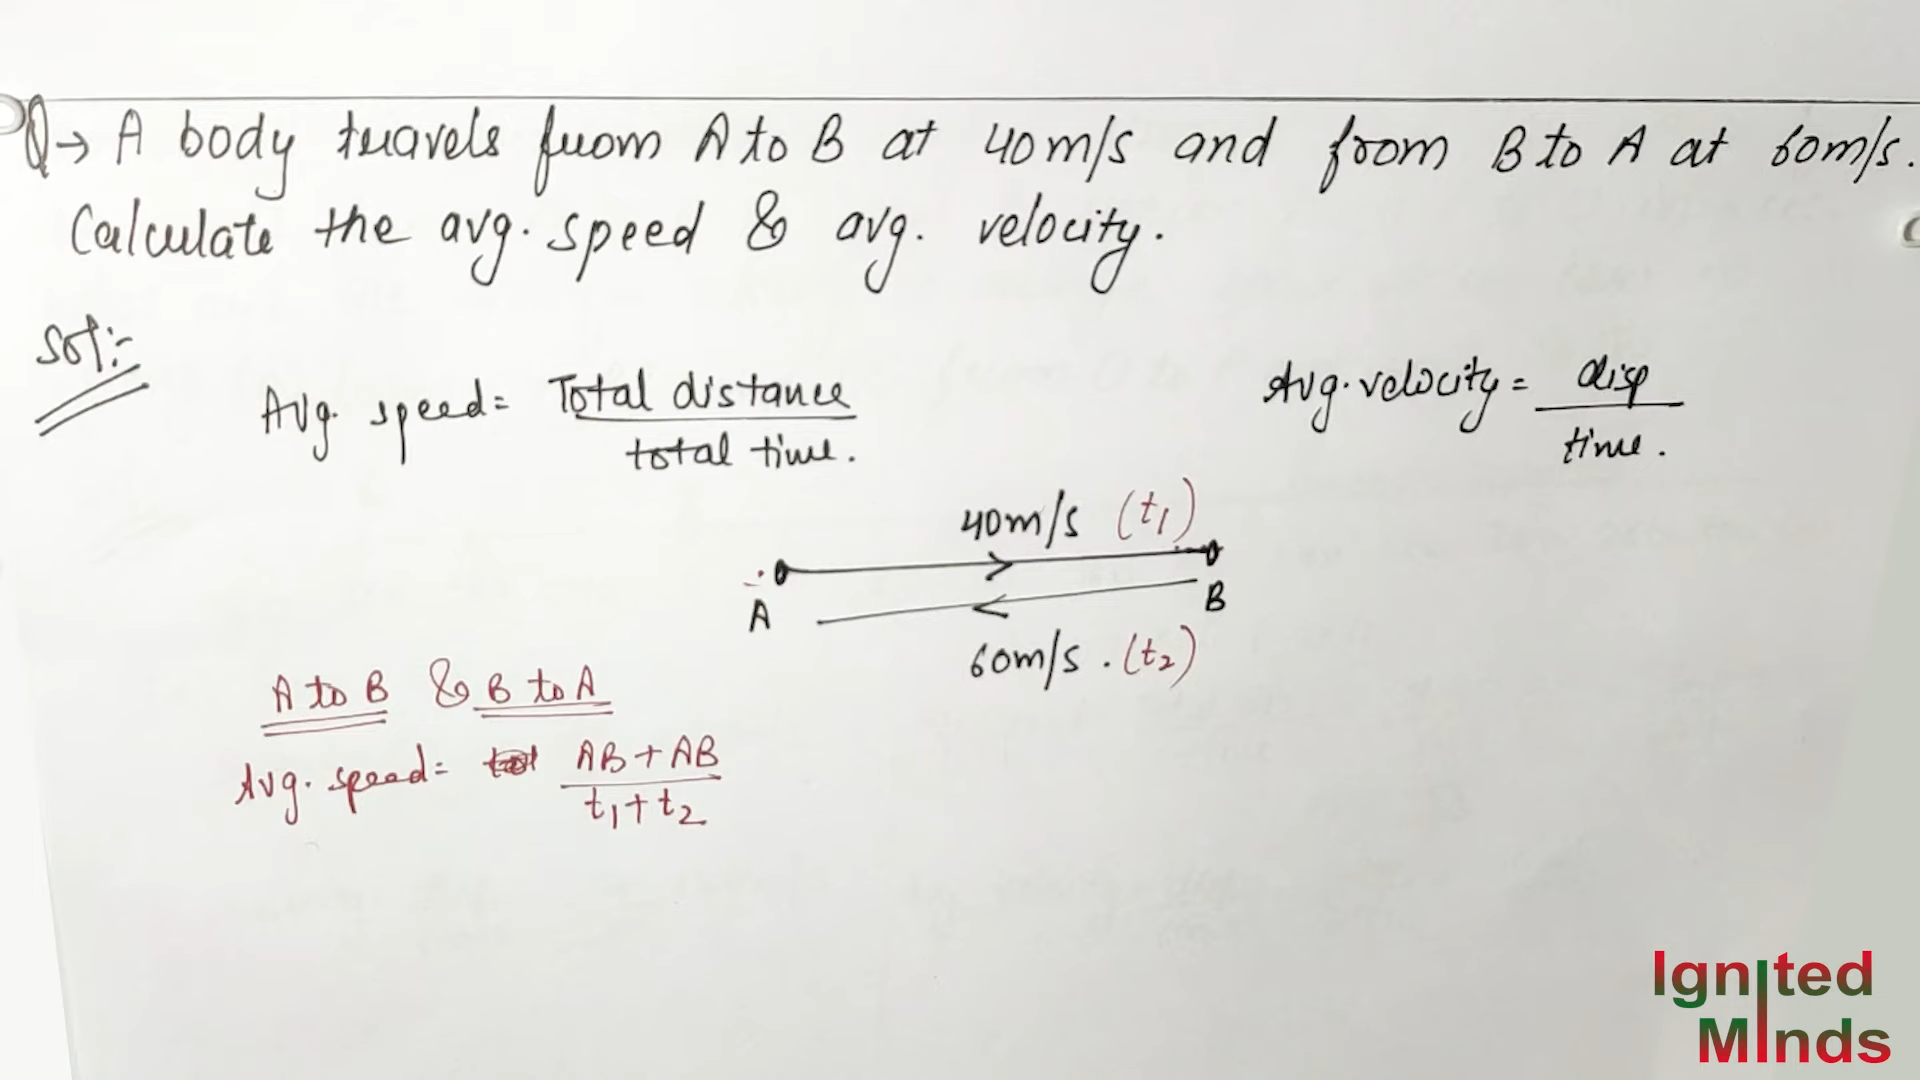 Q→ A body travels from A to B at 40m/s and from B to A at 60m/s.
Calculate the avg. speed & avg. velocity.
Sol:-
Avg. speed = Total distance
total time.
Avg. velocity = disp
time.
40m/s (t₁)
A
B
60m/s. (t₂)
A to B & B to A
Avg. speed = AB + AB
t₁ + t₂
Ignited
Minds